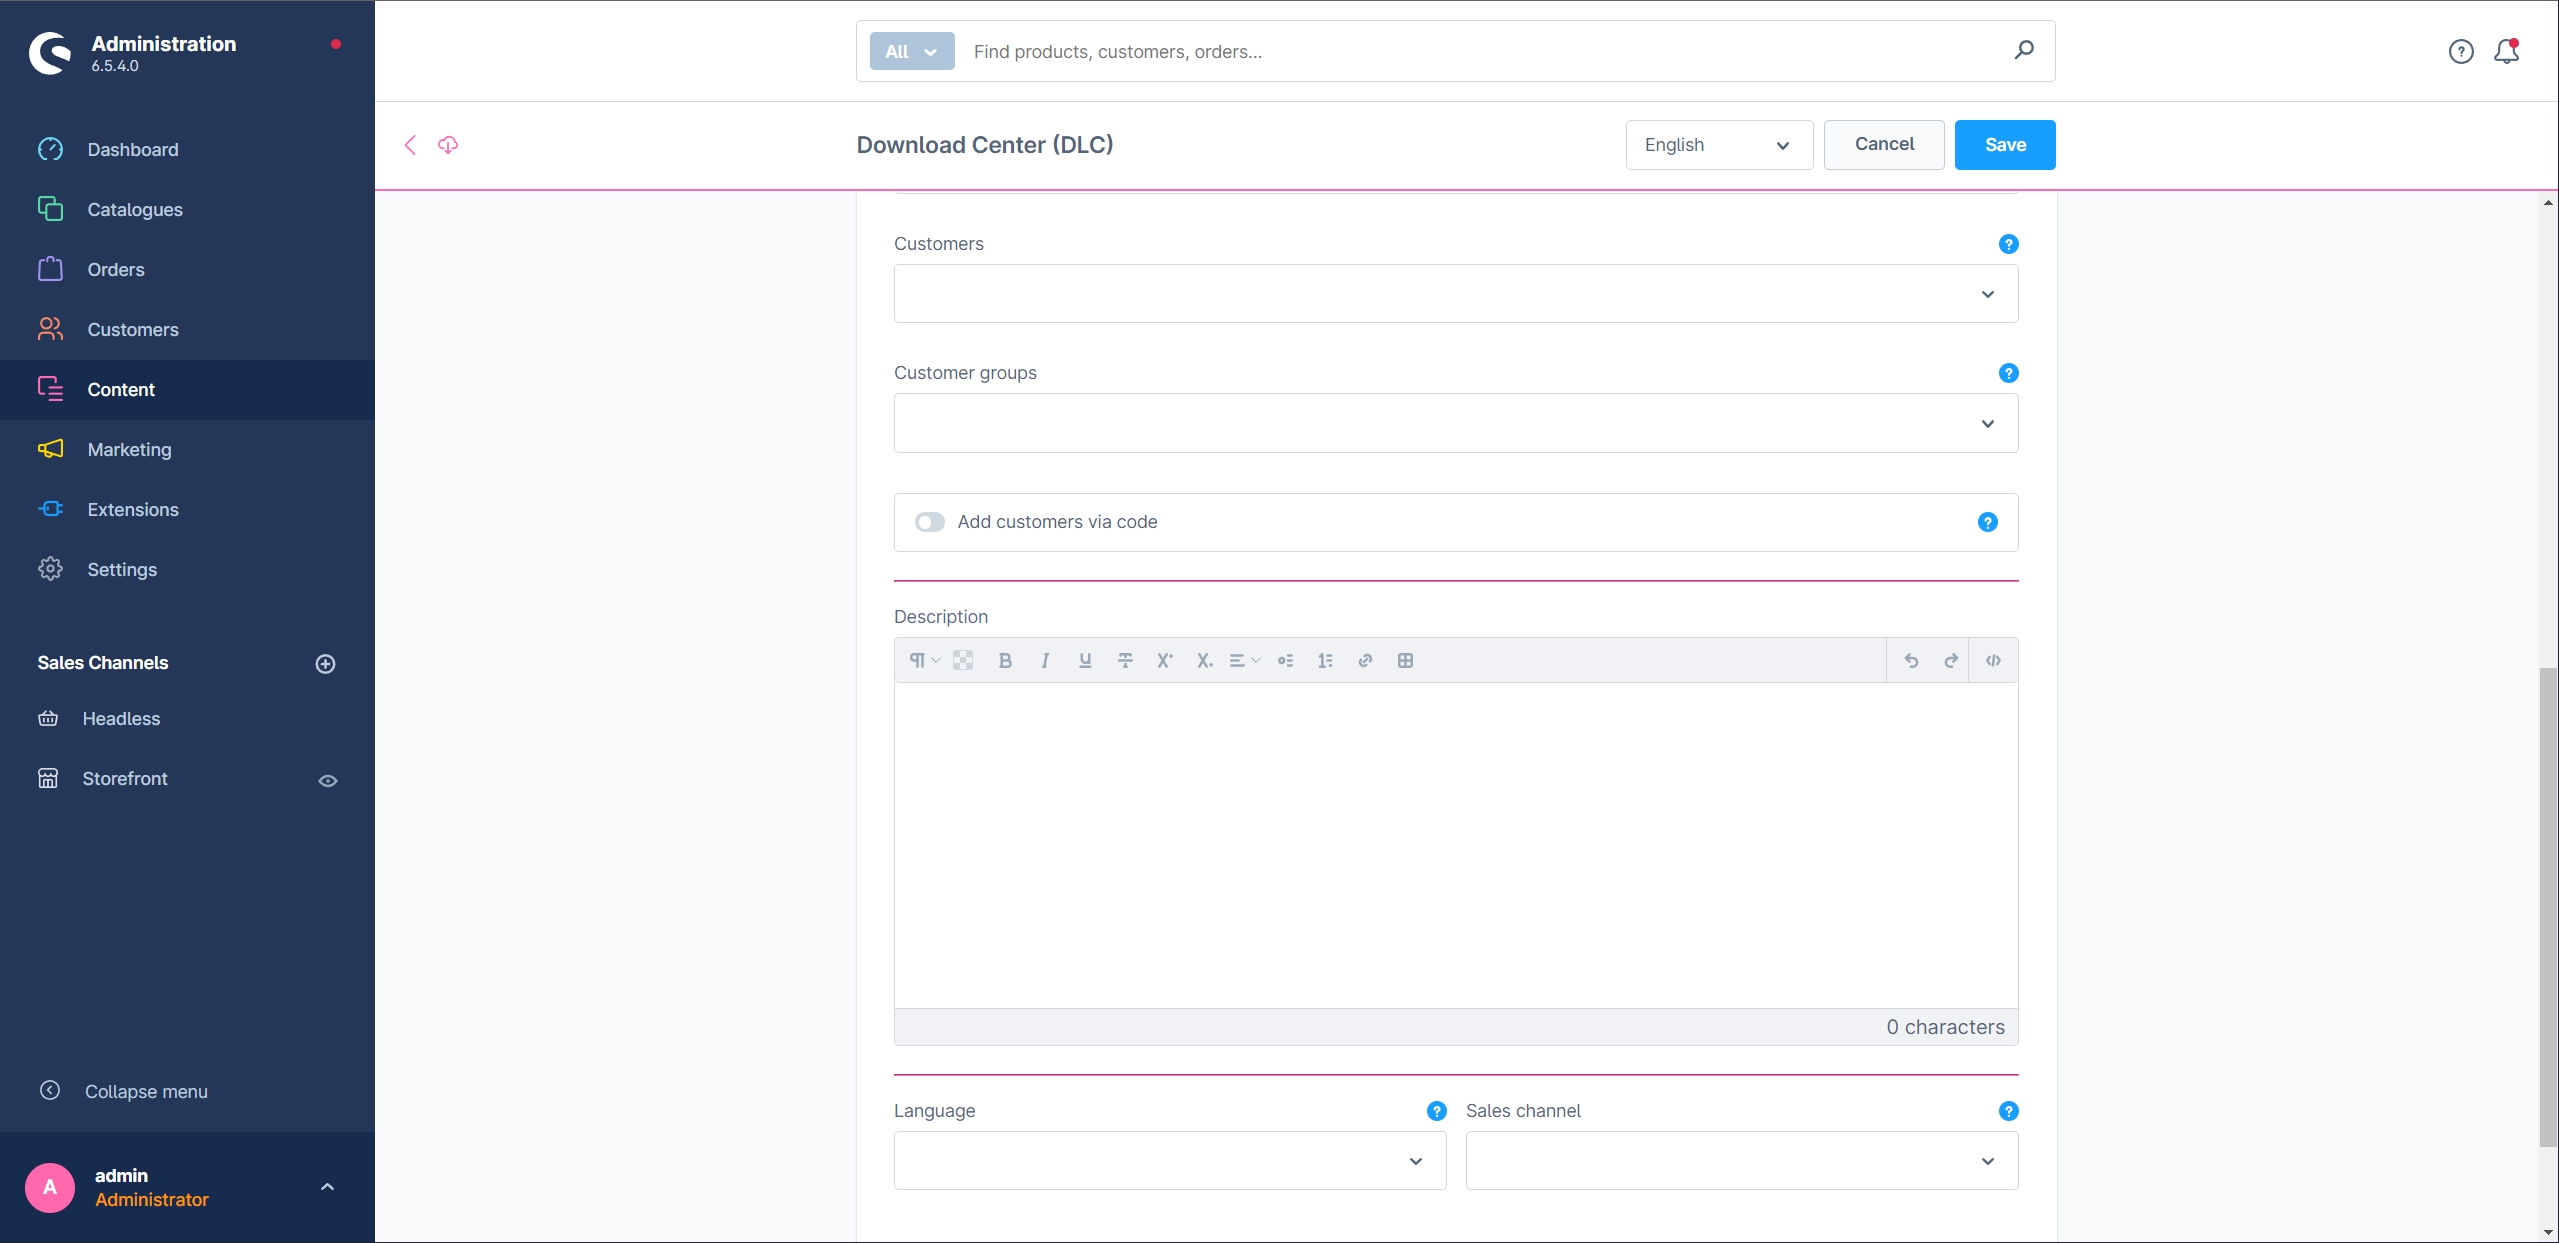 Administration
6.5.4.0
All
Find products, customers, orders...
Dashboard
Catalogues
Orders
Customers
Content
Marketing
Extensions
Settings
Sales Channels
Headless
Storefront
Collapse menu
A
admin
Administrator
Download Center (DLC)
English
Cancel
Save
Customers
Customer groups
Add customers via code
Description
0 characters
Language
Sales channel